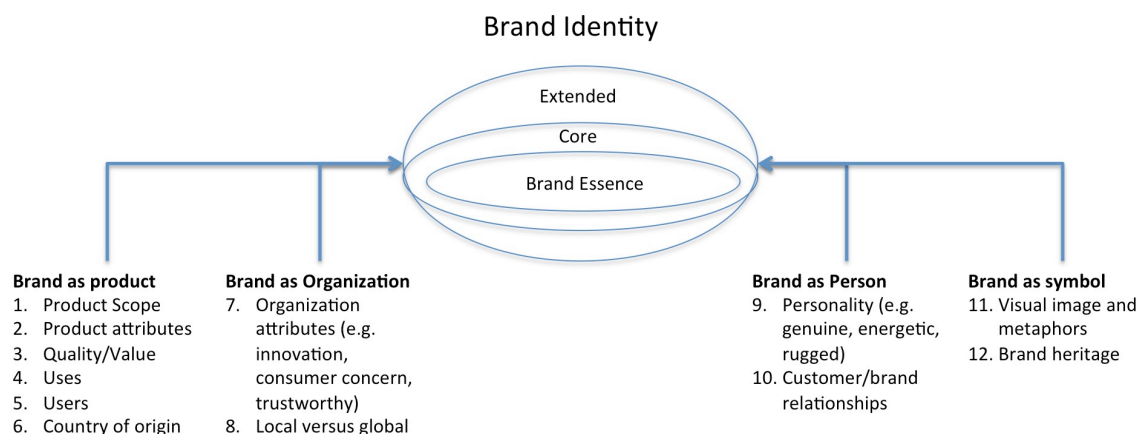 Brand Identity
Extended
Core
Brand Essence
Brand as product
1. Product Scope
2. Product attributes
3. Quality/Value
4. Uses
5. Users
6. Country of origin
Brand as Organization
7. Organization
attributes (e.g.
innovation,
consumer concern,
trustworthy)
8. Local versus global
Brand as Person
9. Personality (e.g.
genuine, energetic,
rugged)
10. Customer/brand
relationships
Brand as symbol
11. Visual image and
metaphors
12. Brand heritage